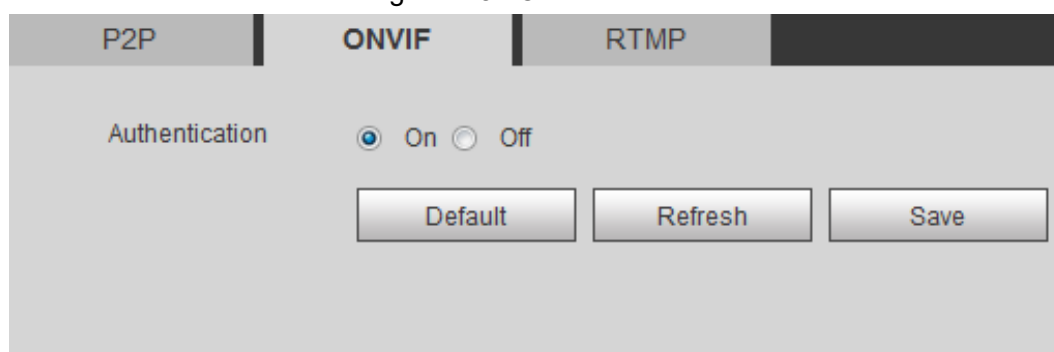 P2P ONVIF RTMP
Authentication On Off
Default Refresh Save